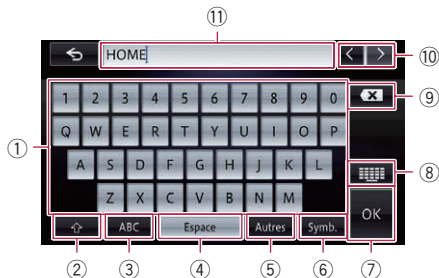 ⑪
HOME
⑩
1 2 3 4 5 6 7 8 9 0
⑨
Q W E R T Y U I O P
①
A S D F G H J K L
⑧
Z X C V B N M
OK
ABC Espace Autres Symb.
② ③ ④ ⑤ ⑥ ⑦